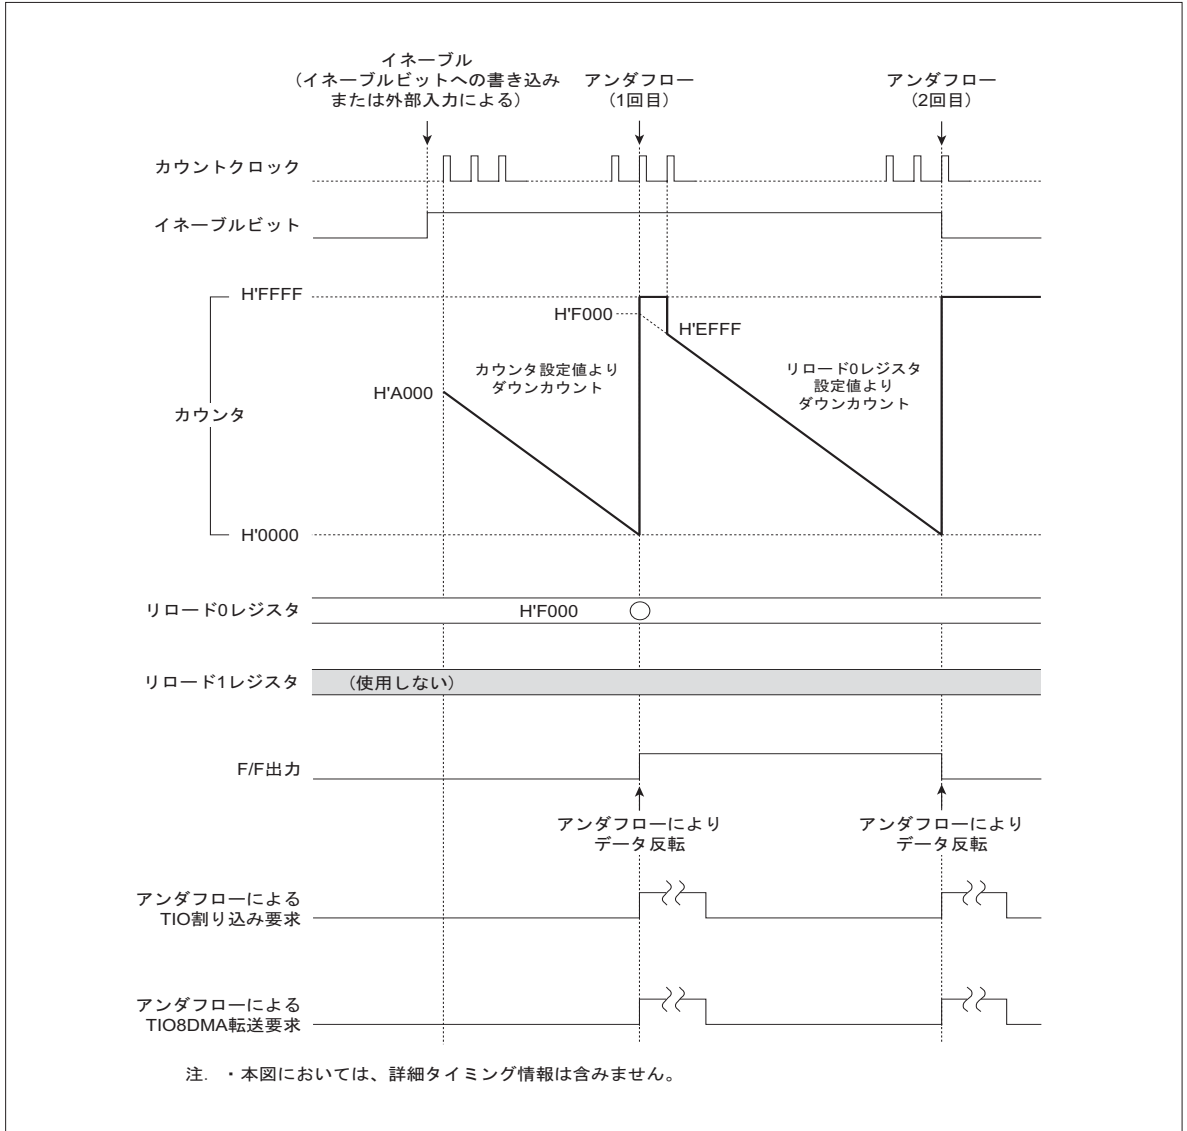 イネーブル
(イネーブルビットへの書き込み
または外部入力による)
アンダフロー
(1回目)
アンダフロー
(2回目)
カウントクロック
イネーブルビット
H'FFFF
H'F000
H'EFFF
カウンタ設定値より
ダウンカウント
リロード0レジスタ
設定値より
ダウンカウント
H'A000
カウンタ
H'0000
リロード0レジスタ
H'F000
リロード1レジスタ
(使用しない)
F/F出力
アンダフローにより
データ反転
アンダフローにより
データ反転
アンダフローによる
TIO割り込み要求
アンダフローによる
TIO8DMA転送要求
注. ・本図においては、詳細タイミング情報は含みません。